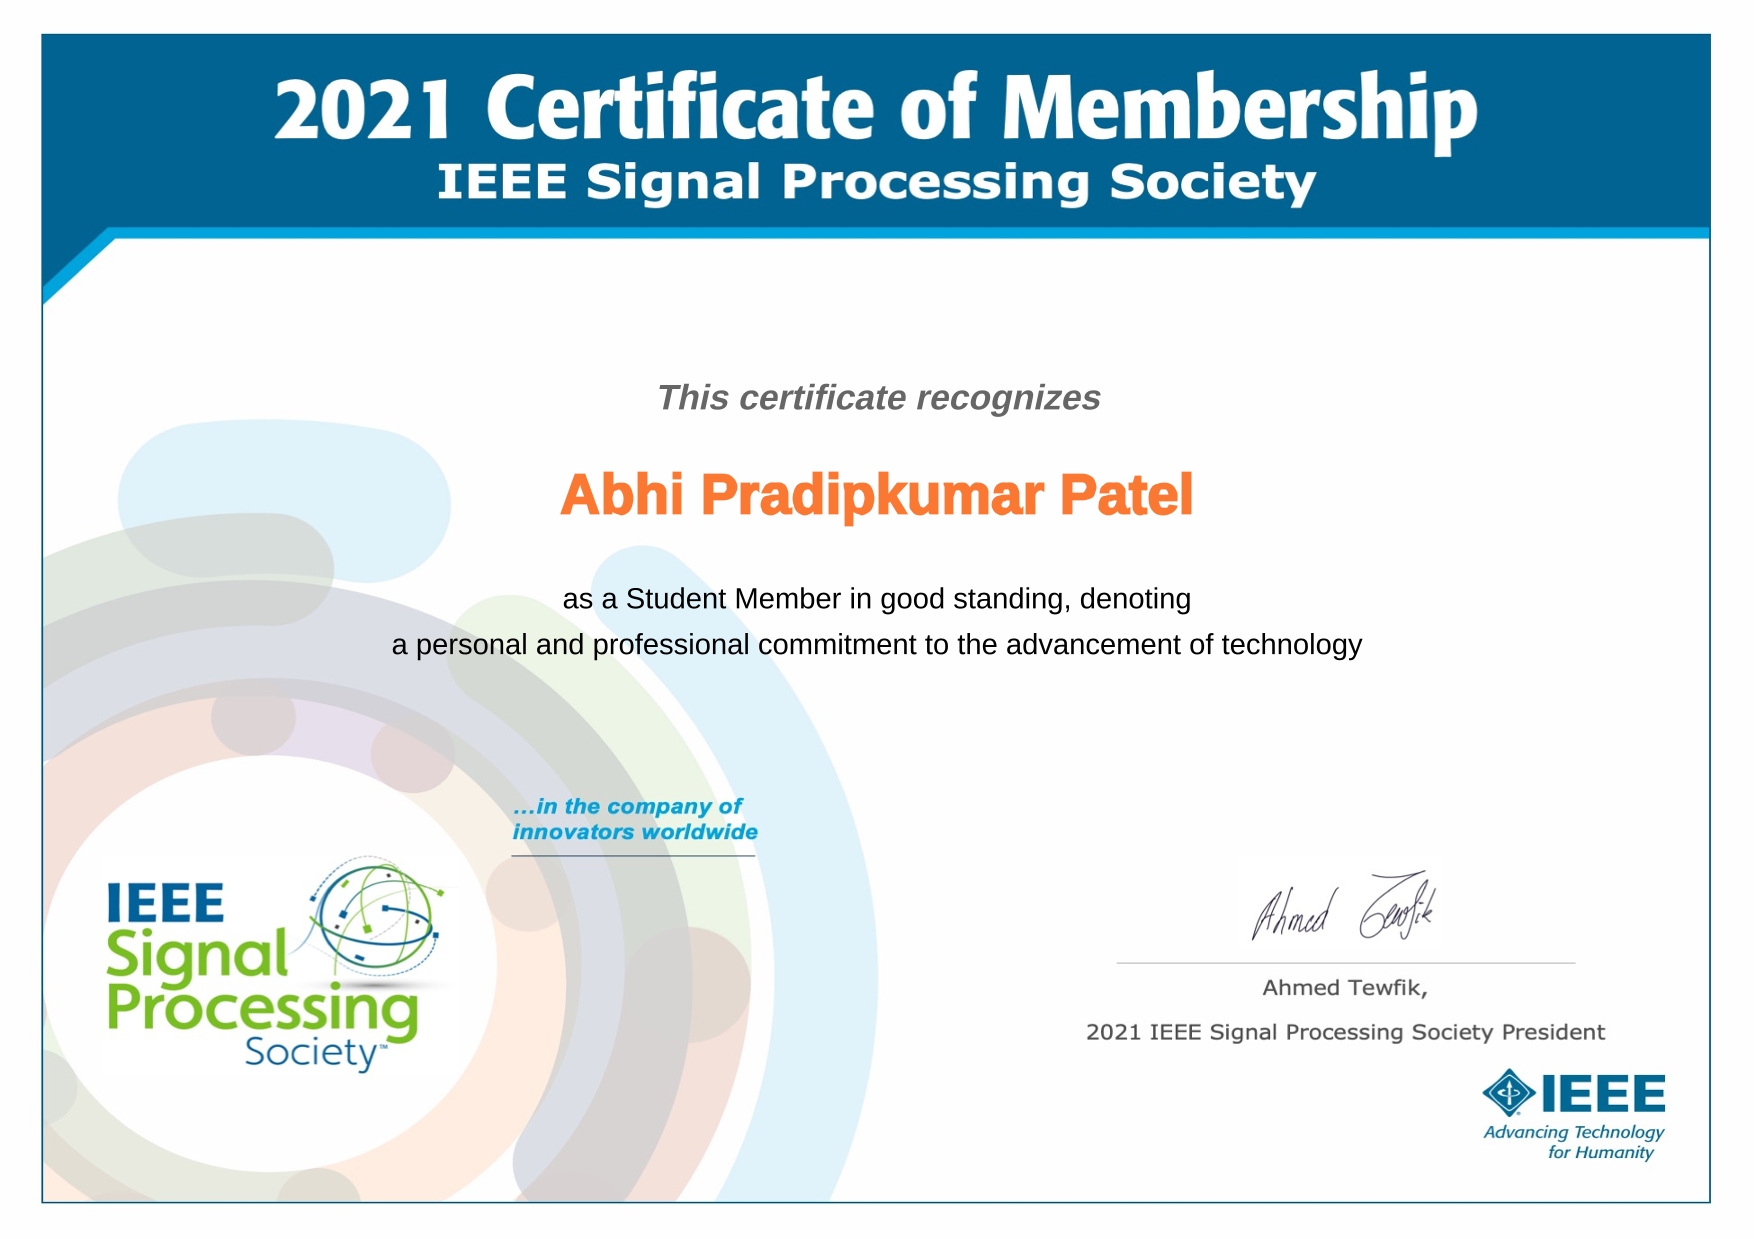 2021 Certificate of Membership
IEEE Signal Processing Society
This certificate recognizes
Abhi Pradipkumar Patel
as a Student Member in good standing, denoting
a personal and professional commitment to the advancement of technology
...in the company of
innovators worldwide
IEEE
Signal
Processing
Society™
Ahmed Tewfik
Ahmed Tewfik,
2021 IEEE Signal Processing Society President
IEEE
Advancing Technology
for Humanity